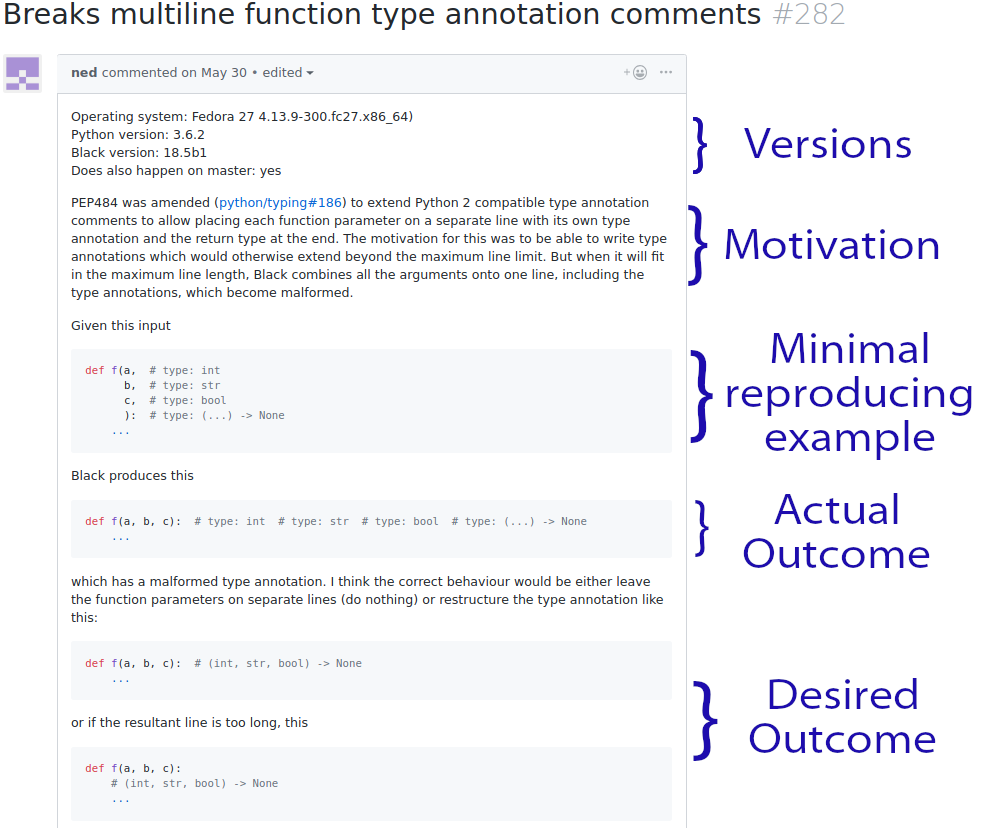 Breaks multiline function type annotation comments #282
ned commented on May 30 • edited
Operating system: Fedora 27 4.13.9-300.fc27.x86_64)
Python version: 3.6.2
Black version: 18.5b1
Does also happen on master: yes
Versions
PEP484 was amended (python/typing#186) to extend Python 2 compatible type annotation
comments to allow placing each function parameter on a separate line with its own type
annotation and the return type at the end. The motivation for this was to be able to write type
annotations which would otherwise extend beyond the maximum line limit. But when it will fit
in the maximum line length, Black combines all the arguments onto one line, including the
type annotations, which become malformed.
Motivation
Given this input
def f(a,  # type: int
      b,  # type: str
      c,  # type: bool
      ):  # type: (...) -> None
    ...
Minimal
reproducing
example
Black produces this
def f(a, b, c):  # type: int  # type: str  # type: bool  # type: (...) -> None
    ...
Actual
Outcome
which has a malformed type annotation. I think the correct behaviour would be either leave
the function parameters on separate lines (do nothing) or restructure the type annotation like
this:
def f(a, b, c):  # (int, str, bool) -> None
    ...
or if the resultant line is too long, this
def f(a, b, c):
    # (int, str, bool) -> None
    ...
Desired
Outcome